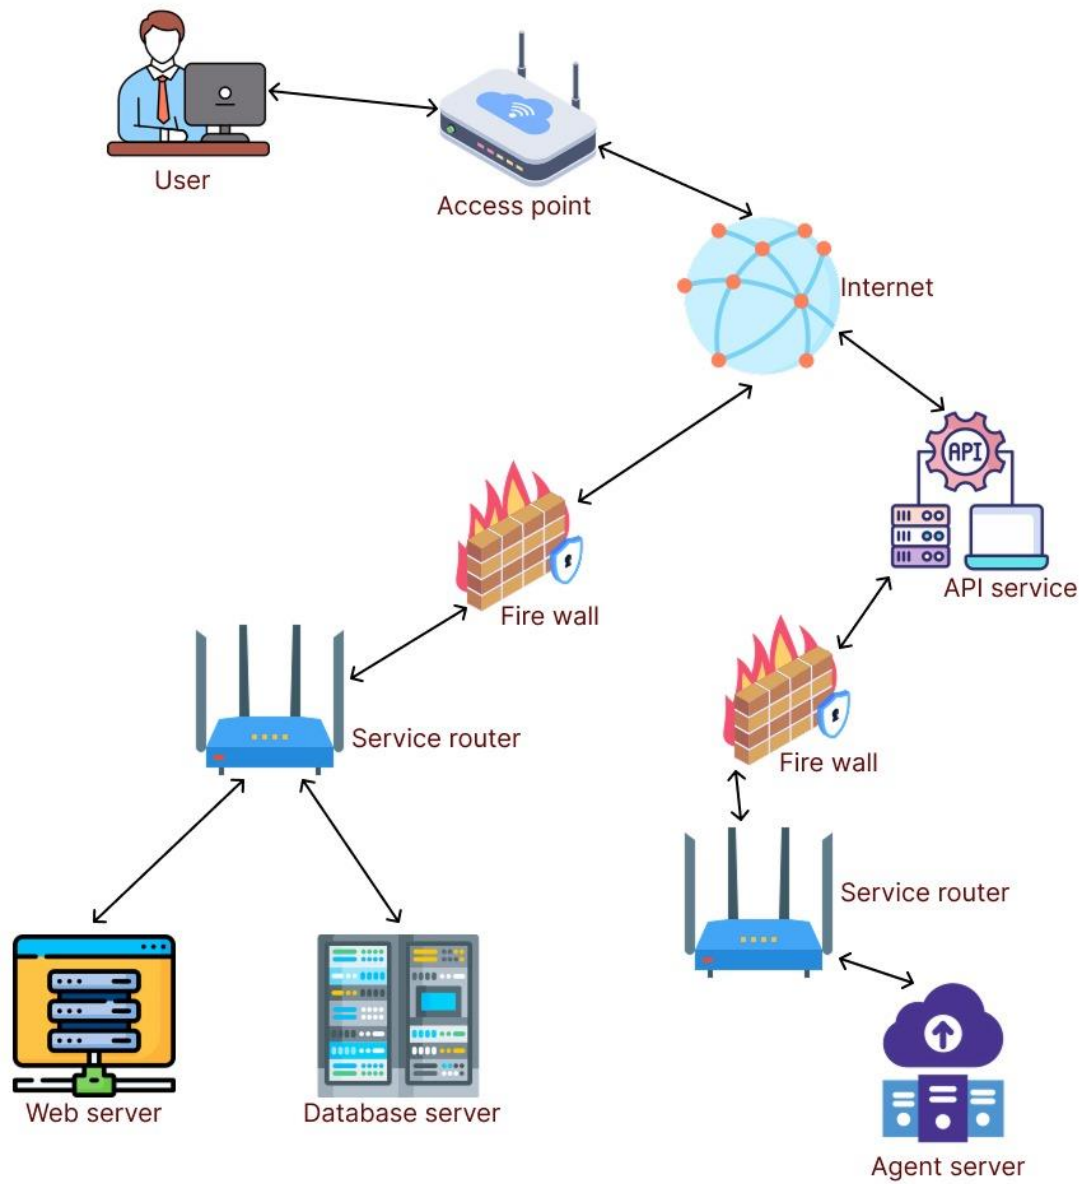 User
Access point
Internet
API
API service
Fire wall
Fire wall
Service router
Service router
Web server
Database server
Agent server